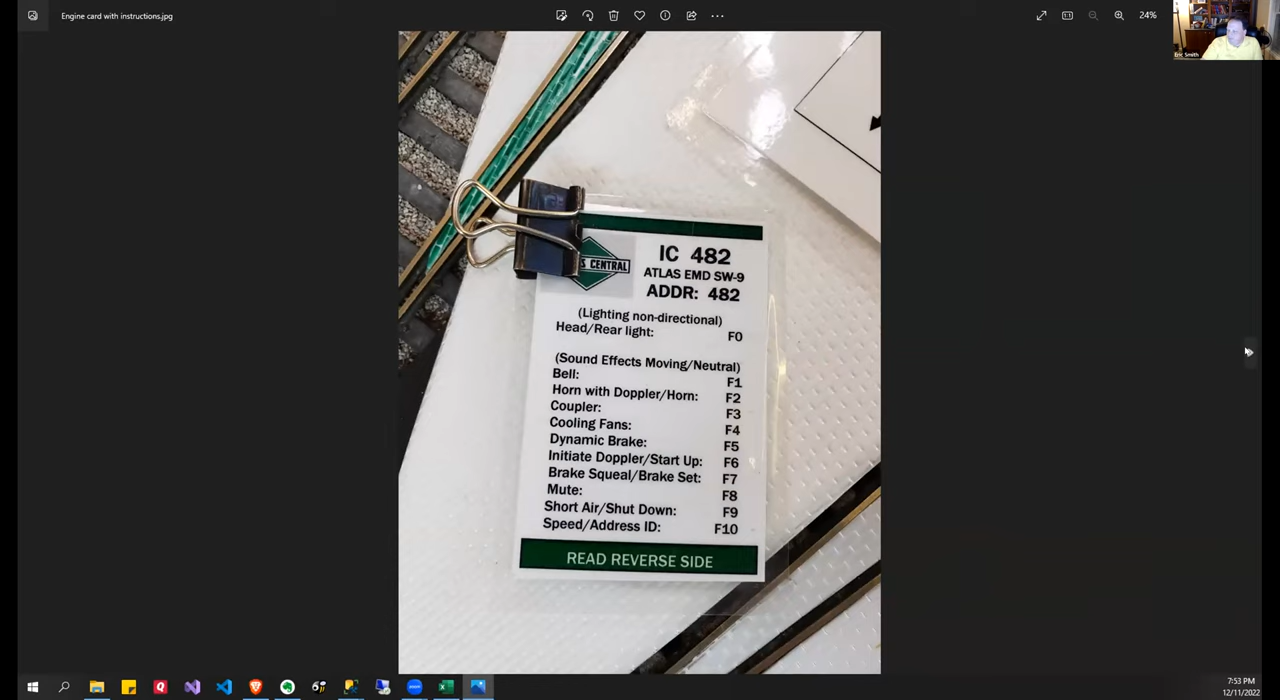 Engine card with instructions.jpg
24%
Eric Smith
S CENTRAL
IC 482
ATLAS EMD SW-9
ADDR: 482
(Lighting non-directional)
Head/Rear light: F0
(Sound Effects Moving/Neutral)
Bell: F1
Horn with Doppler/Horn: F2
Coupler: F3
Cooling Fans: F4
Dynamic Brake: F5
Initiate Doppler/Start Up: F6
Brake Squeal/Brake Set: F7
Mute: F8
Short Air/Shut Down: F9
Speed/Address ID: F10
READ REVERSE SIDE
7:53 PM
12/11/2022